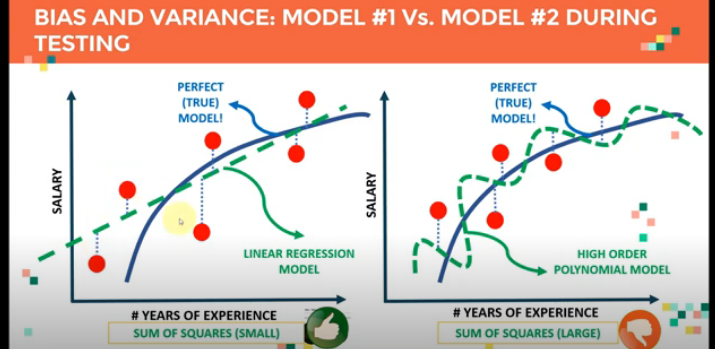 BIAS AND VARIANCE: MODEL #1 Vs. MODEL #2 DURING
TESTING
PERFECT
(TRUE)
MODEL!
SALARY
LINEAR REGRESSION
MODEL
# YEARS OF EXPERIENCE
SUM OF SQUARES (SMALL)
PERFECT
(TRUE)
MODEL!
SALARY
HIGH ORDER
POLYNOMIAL MODEL
# YEARS OF EXPERIENCE
SUM OF SQUARES (LARGE)